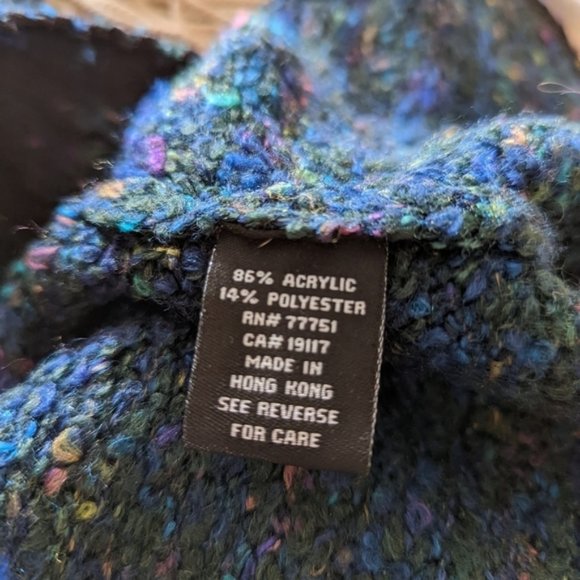 86% ACRYLIC
14% POLYESTER
RN# 77751
CA# 19117
MADE IN
HONG KONG
SEE REVERSE
FOR CARE